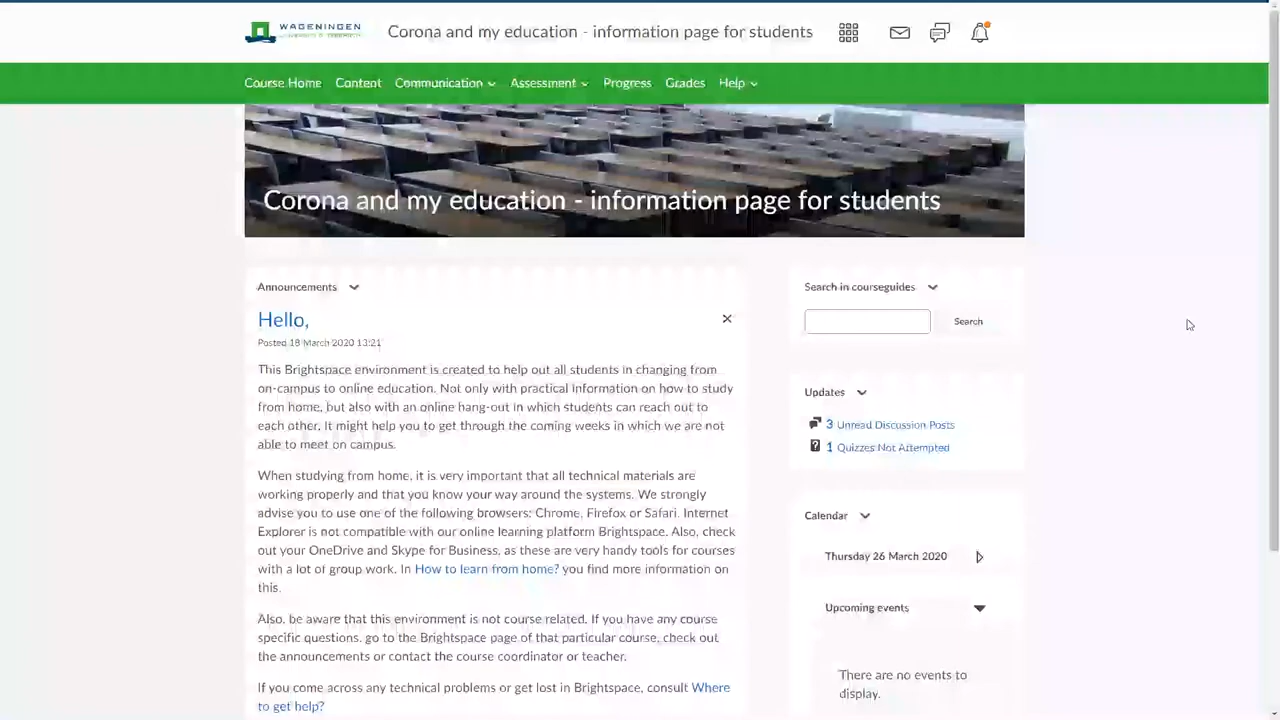 WAGENINGEN
Corona and my education - information page for students
Course Home Content Communication Assessment Progress Grades Help
Corona and my education - information page for students
Announcements
Hello,
Posted 18 March 2020 13:21
This Brightspace environment is created to help out all students in changing from
on-campus to online education. Not only with practical information on how to study
from home, but also with an online hang-out in which students can reach out to
each other. It might help you to get through the coming weeks in which we are not
able to meet on campus.
When studying from home, it is very important that all technical materials are
working properly and that you know your way around the systems. We strongly
advise you to use one of the following browsers: Chrome, Firefox or Safari. Internet
Explorer is not compatible with our online learning platform Brightspace. Also, check
out your OneDrive and Skype for Business, as these are very handy tools for courses
with a lot of group work. In How to learn from home? you find more information on
this.
Also, be aware that this environment is not course related. If you have any course
specific questions, go to the Brightspace page of that particular course, check out
the announcements or contact the course coordinator or teacher.
If you come across any technical problems or get lost in Brightspace, consult Where
to get help?
Search in courseguides
Search
Updates
3 Unread Discussion Posts
1 Quizzes Not Attempted
Calendar
Thursday 26 March 2020
Upcoming events
There are no events to
display.